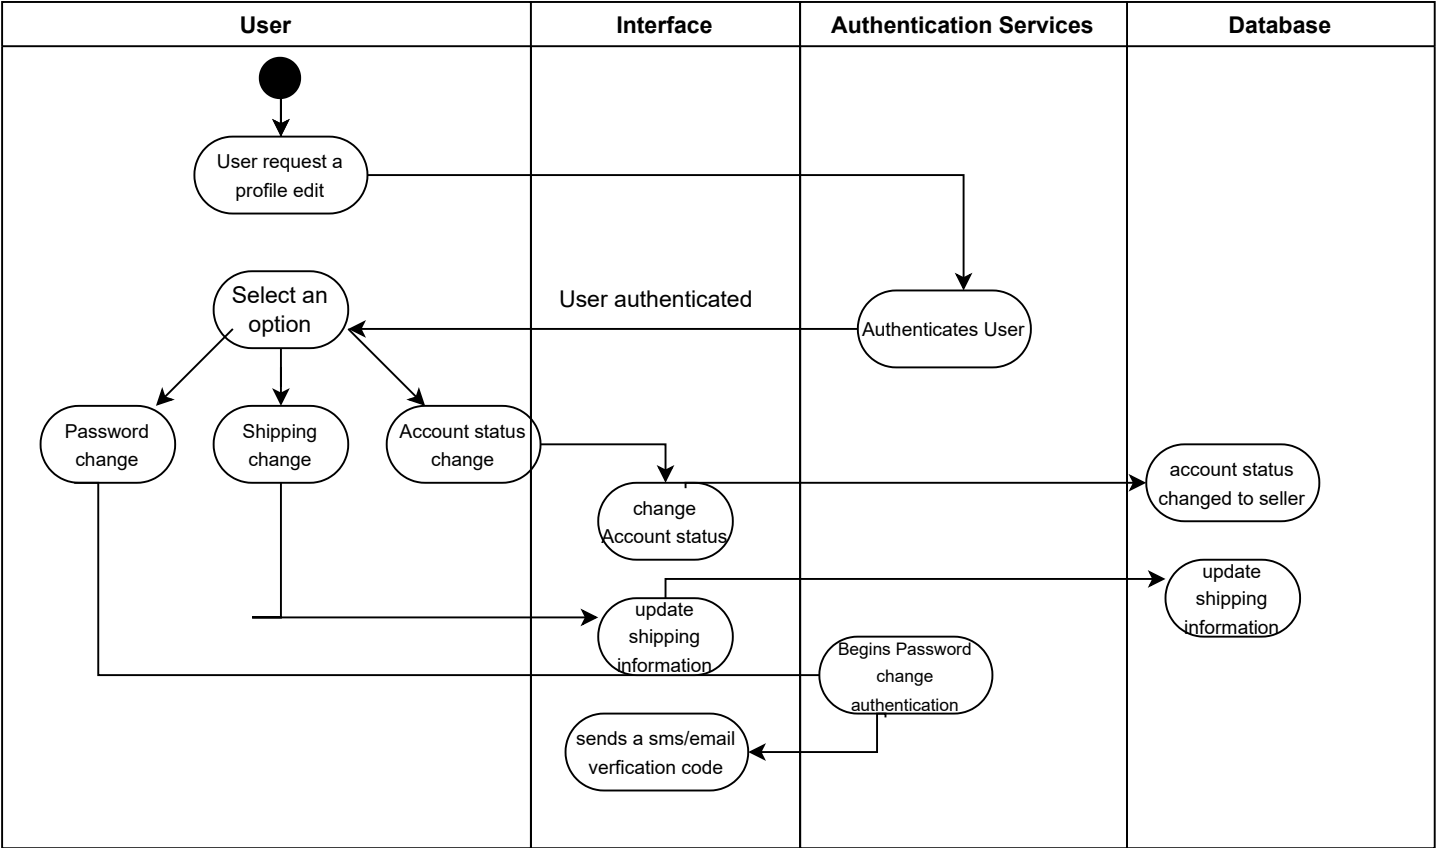 User
Interface
Authentication Services
Database
User request a
profile edit
Select an
option
User authenticated
Authenticates User
Password
change
Shipping
change
Account status
change
change
Account status
account status
changed to seller
update
shipping
information
update
shipping
information
Begins Password
change
authentication
sends a sms/email
verfication code